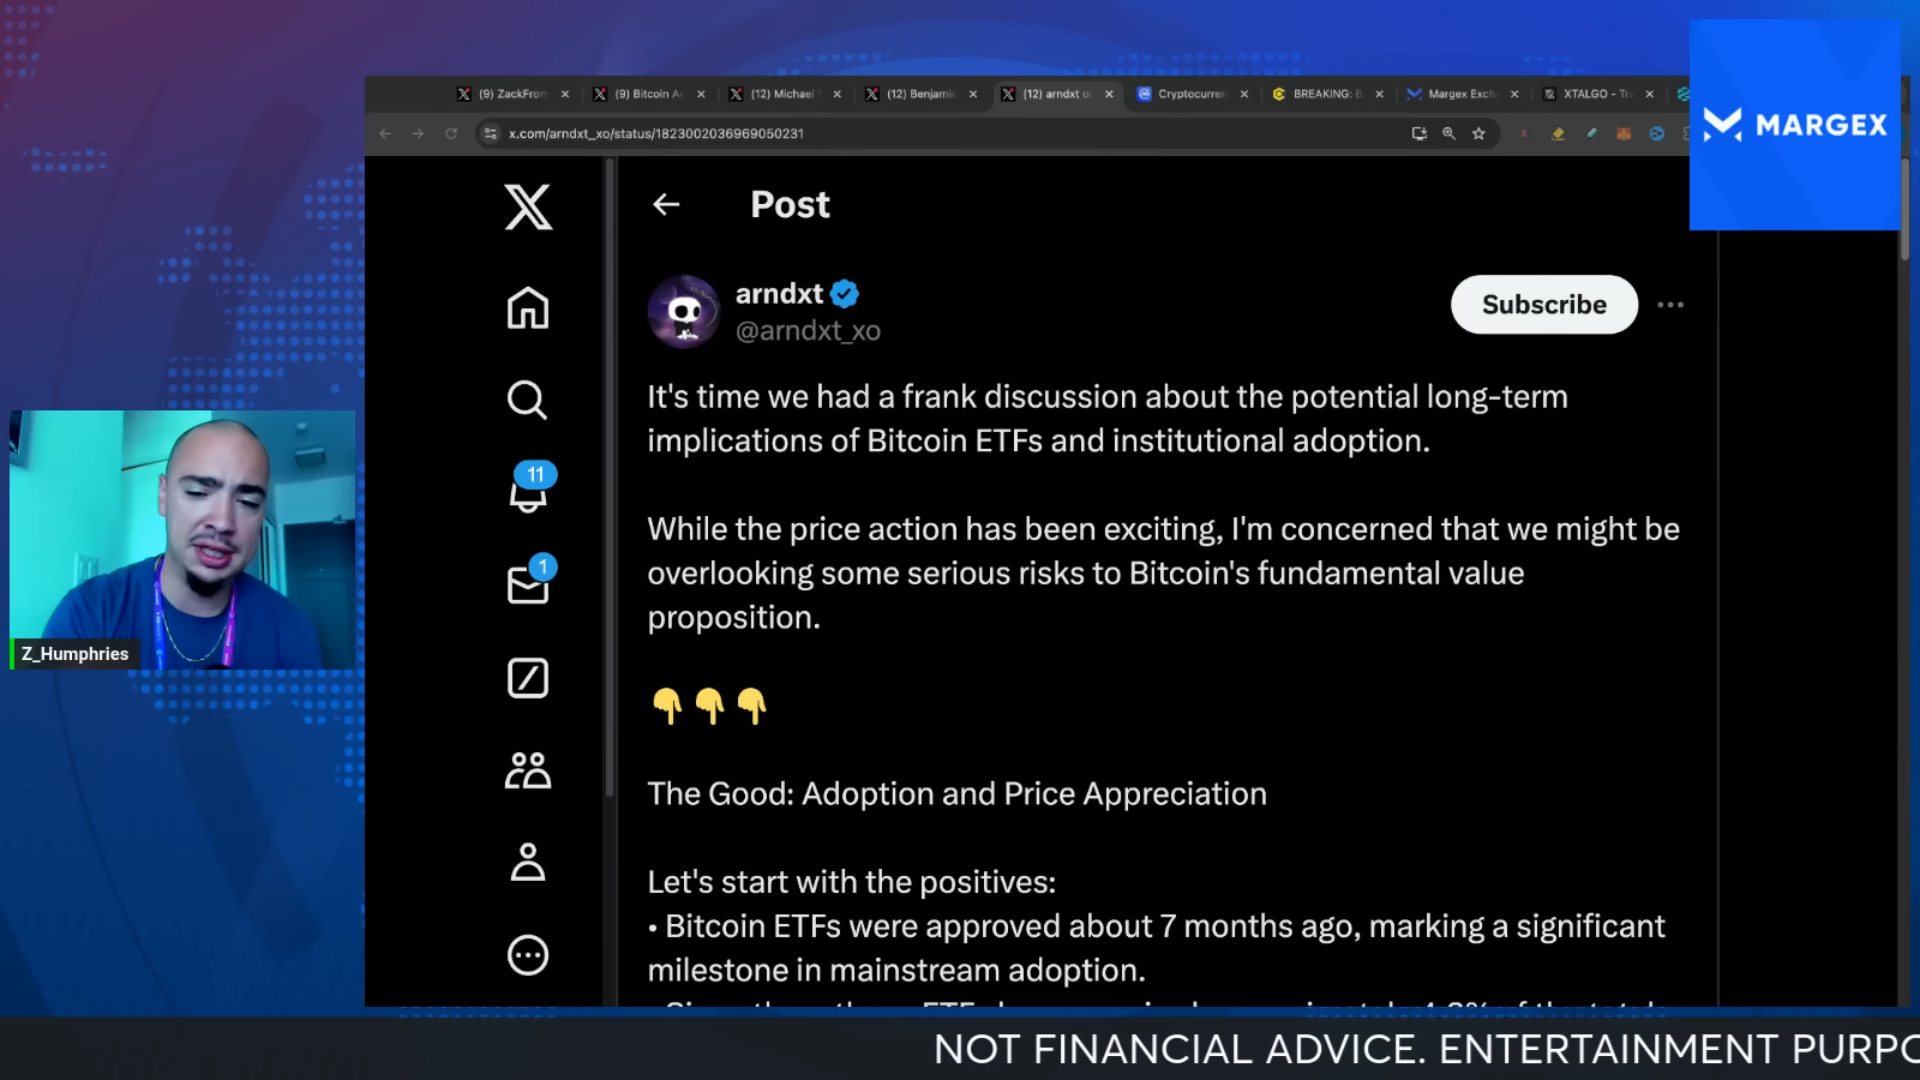 (9) ZackFrom
(9) Bitcoin A
(12) Michael
(12) Benjamin
(12) arndxt o
Cryptocurren
BREAKING: B
Margex Exch
XTALGO - Tr
x.com/arndxt_xo/status/1823002036969050231
MARGEX
Post
arndxt
@arndxt_xo
Subscribe
It's time we had a frank discussion about the potential long-term
implications of Bitcoin ETFs and institutional adoption.
While the price action has been exciting, I'm concerned that we might be
overlooking some serious risks to Bitcoin's fundamental value
proposition.
👇👇👇
The Good: Adoption and Price Appreciation
Let's start with the positives:
• Bitcoin ETFs were approved about 7 months ago, marking a significant
milestone in mainstream adoption.
11
1
Z_Humphries
NOT FINANCIAL ADVICE. ENTERTAINMENT PURPO